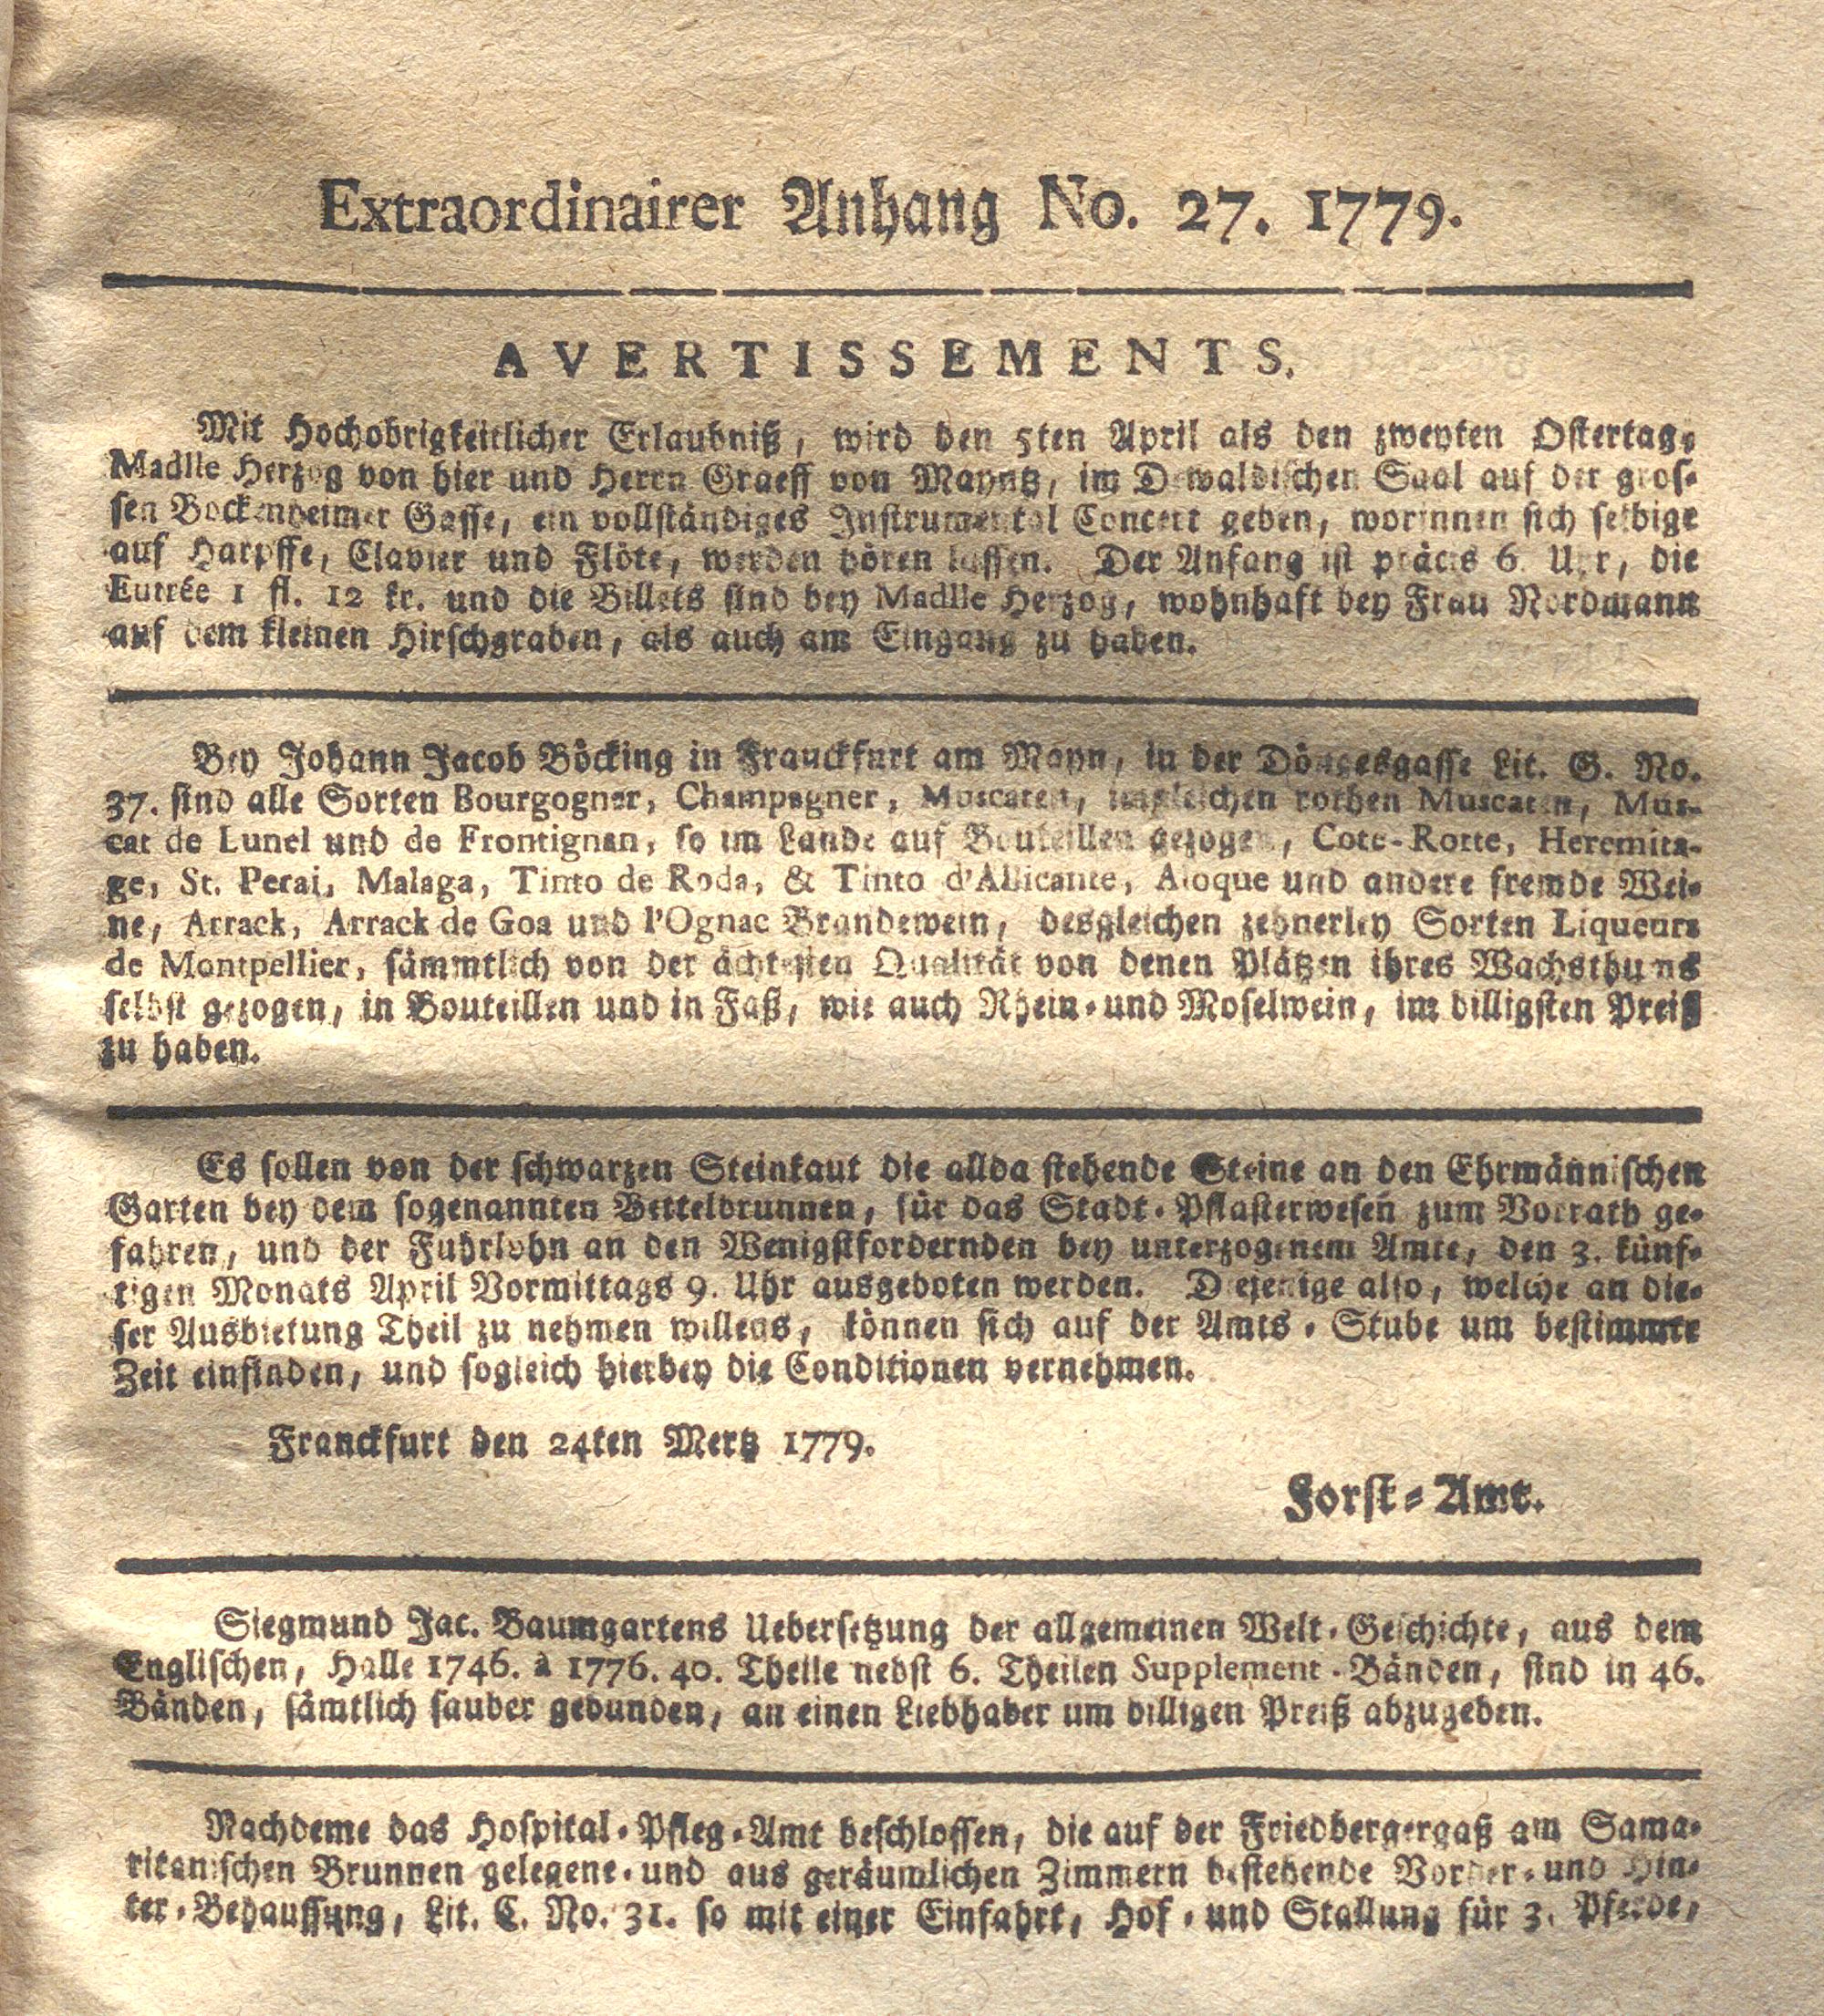 Extraordinairer Anhang No. 27. 1779.
AVERTISSEMENTS.
Mit Hochobrigkeitlicher Erlaubniß, wird den 5ten April als den zweyten Ostertag,
Madlle Herzog von hier und Herrn Graeff von Mayntz, im Dewaldischen Saal auf der gros-
sen Bockenheimer Gasse, ein vollständiges Instrumental Concert geben, worinnen sich selbige
auf Harpffe, Clavier und Flöte, werden hören lassen. Der Anfang ist präcis 6. Uhr, die
Eutrée 1 fl. 12 kr. und die Billets sind bey Madlle Herzog, wohnhaft bey Frau Nordmann
auf dem kleinen Hirschgraben, als auch am Eingang zu haben.
Bey Johann Jacob Böcking in Franckfurt am Mayn, in der Döngesgasse Lit. G. No.
37. sind alle Sorten Bourgogner, Champagner, Muscaten, imgleichen rothen Muscaten, Mus-
cat de Lunel und de Frontignan, so im Lande auf Bouteillen gezogen, Cote-Rotte, Heremita-
ge, St. Perai, Malaga, Tinto de Roda, & Tinto d'Allicante, Aloque und andere fremde Wei-
ne, Arrack, Arrack de Goa und l'Ognac Brandewein, desgleichen zehnerley Sorten Liqueurs
de Montpellier, sämmtlich von der ächtesten Qualität von denen Plätzen ihres Wachsthums
selbst gezogen, in Bouteillen und in Faß, wie auch Rhein- und Moselwein, im billigsten Preiß
zu haben.
Es sollen von der schwarzen Steinkaut die allda stehende Steine an den Ehrmännischen
Garten bey dem sogenannten Bettelbrunnen, für das Stadt-Pflasterwesen zum Vorrath ge-
fahren, und der Fuhrlohn an den Wenigstfordernden bey unterzogenem Amte, den 3. künf-
tigen Monats April Vormittags 9. Uhr ausgeboten werden. Diejenige also, welche an die-
ser Ausbietung Theil zu nehmen willens, können sich auf der Amts-Stube um bestimmte
Zeit einfinden, und sogleich hierbey die Conditionen vernehmen.
Franckfurt den 24ten Mertz 1779.
Forst-Amt.
Siegmund Jac. Baumgartens Uebersetzung der allgemeinen Welt-Geschichte, aus dem
Englischen, Halle 1746. à 1776. 40. Theile nebst 6. Theilen Supplement-Bänden, sind in 46.
Bänden, sämtlich sauber gebunden, an einen Liebhaber um billigen Preiß abzugeben.
Nachdeme das Hospital-Pfleg-Amt beschlossen, die auf der Friedbergergaß am Sama-
ritanischen Brunnen gelegene- und aus geräumlichen Zimmern bestehende Vorder- und Hin-
ter-Behaussung, Lit. C. No. 31. so mit einer Einfahrt, Hof- und Stallung für 3. Pferde,